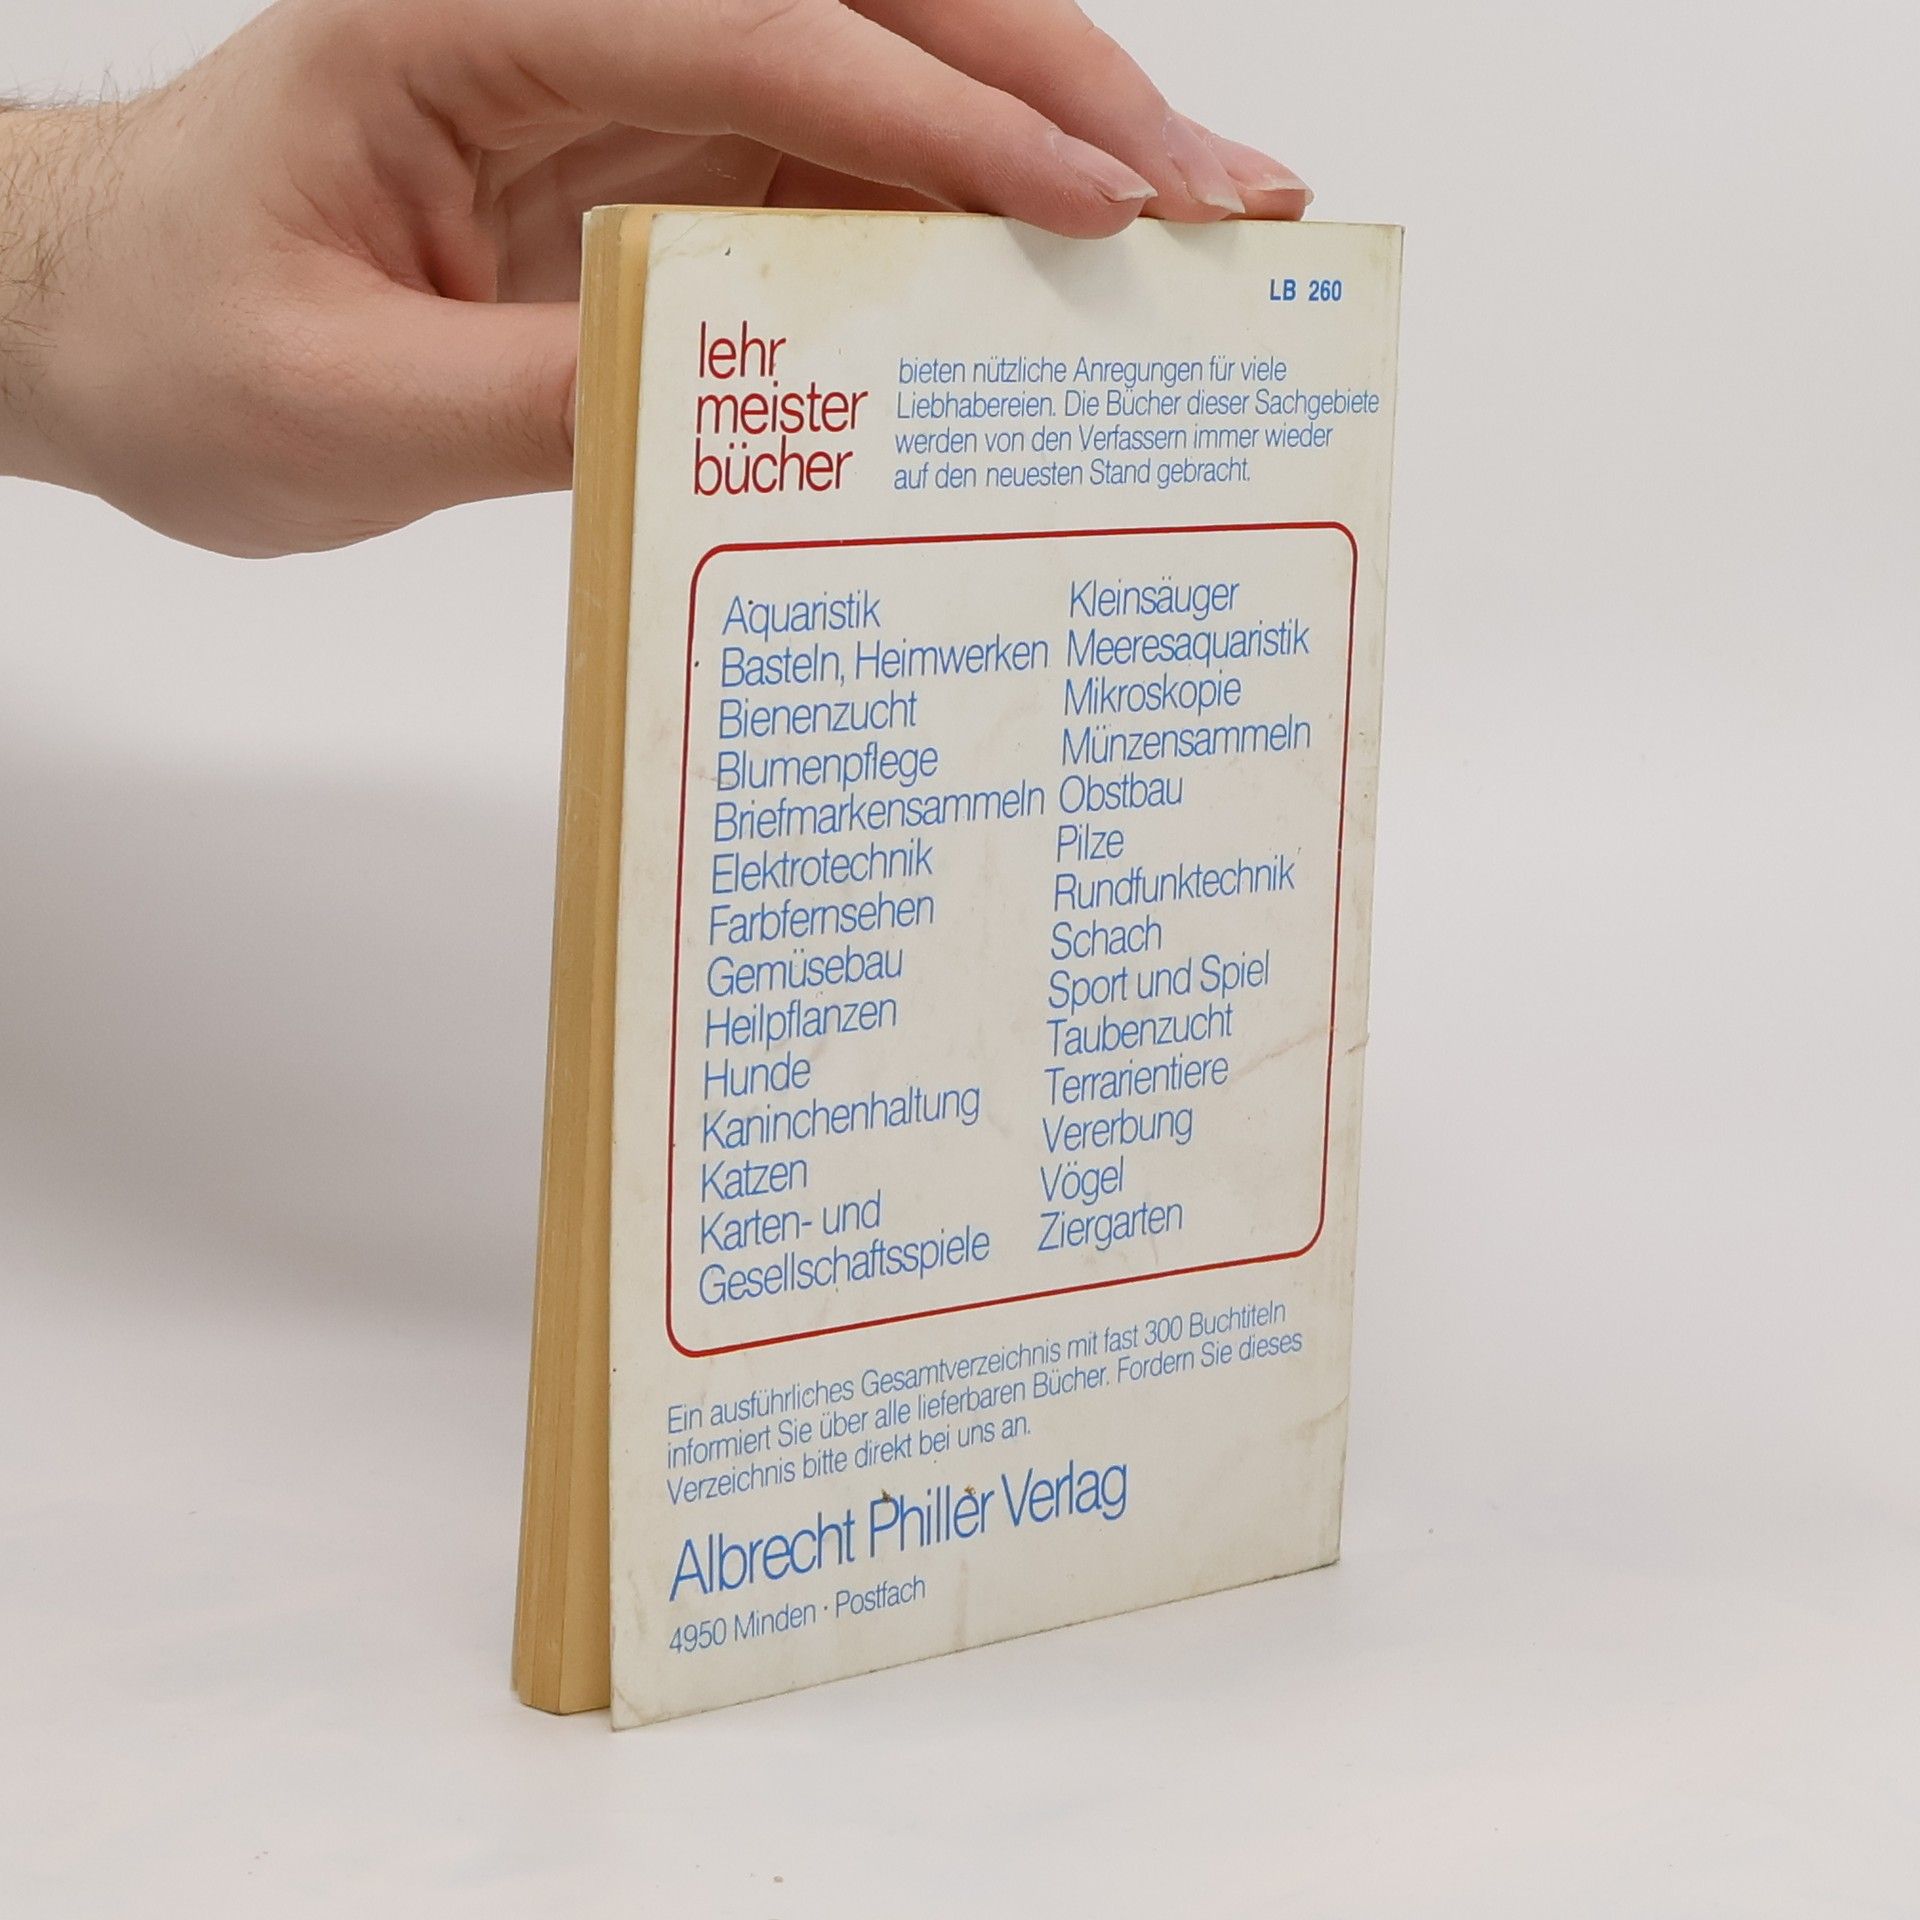 LB 260
lehr
meister
bücher
bieten nützliche Anregungen für viele
Liebhabereien. Die Bücher dieser Sachgebiete
werden von den Verfassern immer wieder
auf den neuesten Stand gebracht.
Aquaristik
Basteln, Heimwerken
Bienenzucht
Blumenpflege
Briefmarkensammeln
Elektrotechnik
Farbfernsehen
Gemüsebau
Heilpflanzen
Hunde
Kaninchenhaltung
Katzen
Karten- und
Gesellschaftsspiele
Kleinsäuger
Meeresaquaristik
Mikroskopie
Münzensammeln
Obstbau
Pilze
Rundfunktechnik
Schach
Sport und Spiel
Taubenzucht
Terrarientiere
Vererbung
Vögel
Ziergarten
Ein ausführliches Gesamtverzeichnis mit fast 300 Buchtiteln
informiert Sie über alle lieferbaren Bücher. Fordern Sie dieses
Verzeichnis bitte direkt bei uns an.
Albrecht Philler Verlag
4950 Minden · Postfach